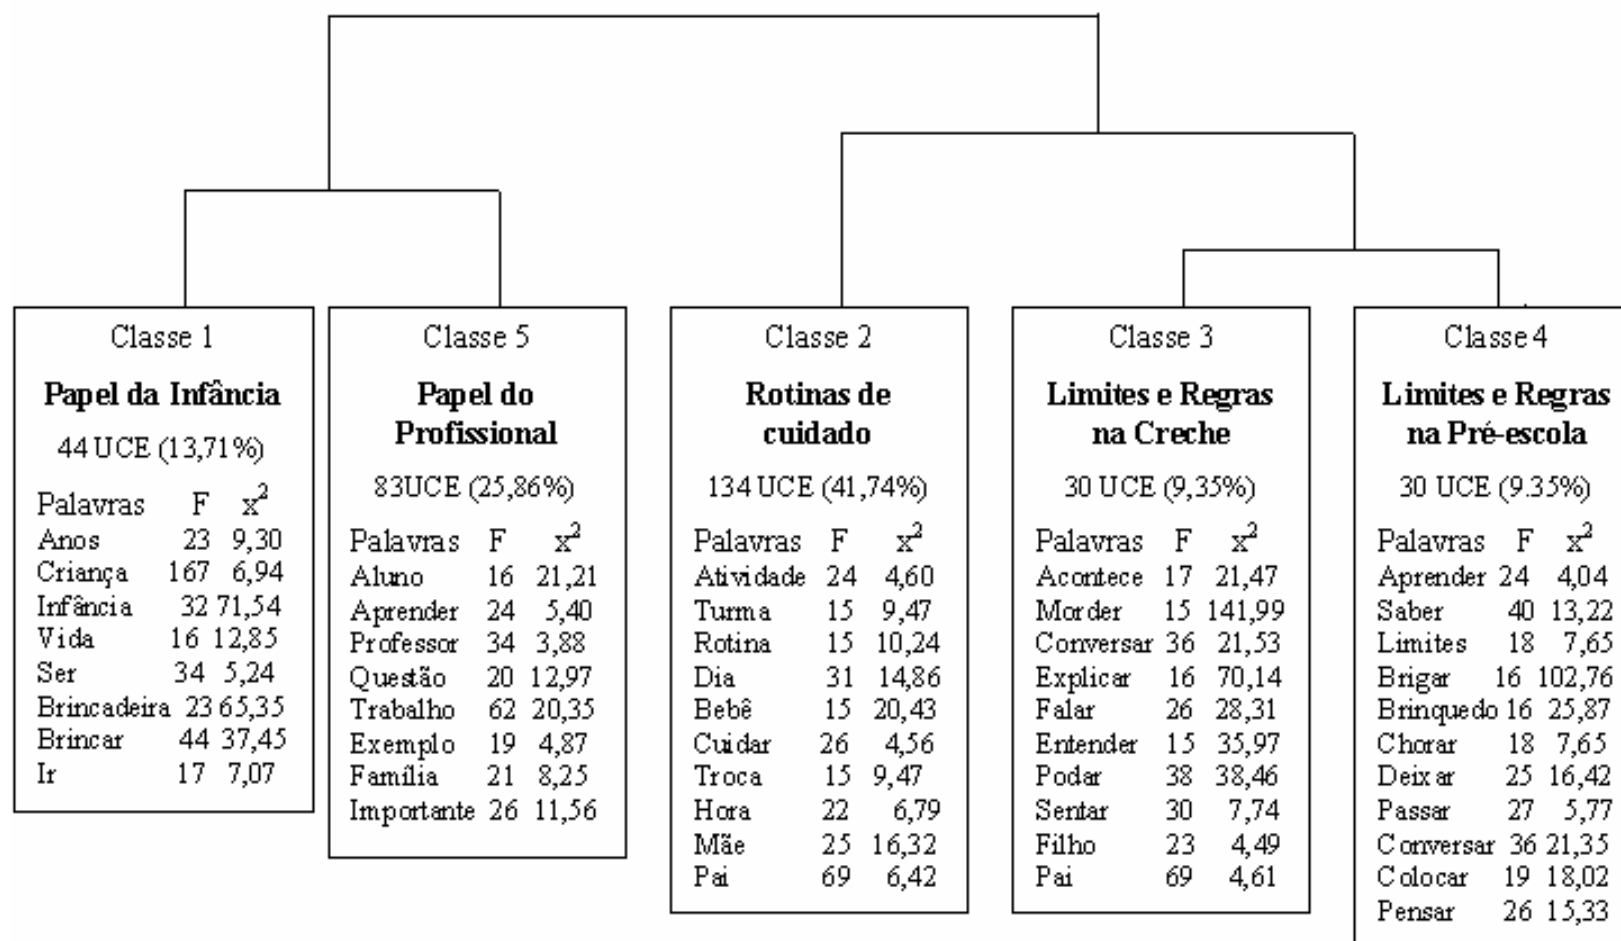 Classe 1
Papel da Infância
44 UCE (13,71%)
Palavras F x²
Anos 23 9,30
Criança 167 6,94
Infância 32 71,54
Vida 16 12,85
Ser 34 5,24
Brincadeira 23 65,35
Brincar 44 37,45
Ir 17 7,07
Classe 5
Papel do
Profissional
83UCE (25,86%)
Palavras F x²
Aluno 16 21,21
Aprender 24 5,40
Professor 34 3,88
Questão 20 12,97
Trabalho 62 20,35
Exemplo 19 4,87
Família 21 8,25
Importante 26 11,56
Classe 2
Rotinas de
cuidado
134 UCE (41,74%)
Palavras F x²
Atividade 24 4,60
Turma 15 9,47
Rotina 15 10,24
Dia 31 14,86
Bebê 15 20,43
Cuidar 26 4,56
Troca 15 9,47
Hora 22 6,79
Mãe 25 16,32
Pai 69 6,42
Classe 3
Limites e Regras
na Creche
30 UCE (9,35%)
Palavras F x²
Acontece 17 21,47
Morder 15 141,99
Conversar 36 21,53
Explicar 16 70,14
Falar 26 28,31
Entender 15 35,97
Podar 38 38,46
Sentar 30 7,74
Filho 23 4,49
Pai 69 4,61
Classe 4
Limites e Regras
na Pré-escola
30 UCE (9.35%)
Palavras F x²
Aprender 24 4,04
Saber 40 13,22
Limites 18 7,65
Brigar 16 102,76
Brinquedo 16 25,87
Chorar 18 7,65
Deixar 25 16,42
Passar 27 5,77
Conversar 36 21,35
Colocar 19 18,02
Pensar 26 15,33